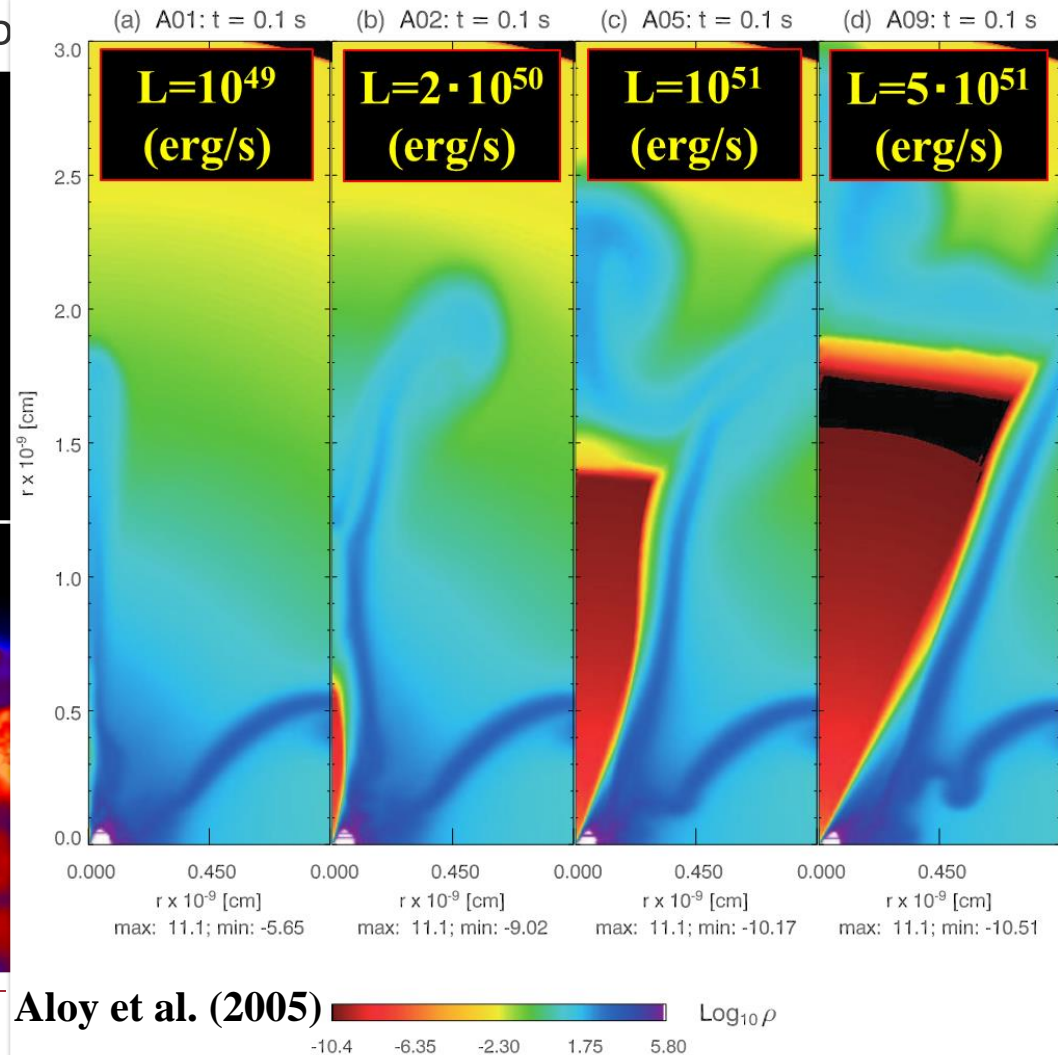 (a) A01: t = 0.1 s
(b) A02: t = 0.1 s
(c) A05: t = 0.1 s
(d) A09: t = 0.1 s
L=10⁴⁹
(erg/s)
L=2·10⁵⁰
(erg/s)
L=10⁵¹
(erg/s)
L=5·10⁵¹
(erg/s)
3.0
2.5
2.0
1.5
1.0
0.5
0.0
r x 10⁻⁹ [cm]
0.000 0.450
0.000 0.450
0.000 0.450
0.000 0.450
r x 10⁻⁹ [cm]
r x 10⁻⁹ [cm]
r x 10⁻⁹ [cm]
r x 10⁻⁹ [cm]
max: 11.1; min: -5.65
max: 11.1; min: -9.02
max: 11.1; min: -10.17
max: 11.1; min: -10.51
Aloy et al. (2005)
Log₁₀ ρ
-10.4 -6.35 -2.30 1.75 5.80